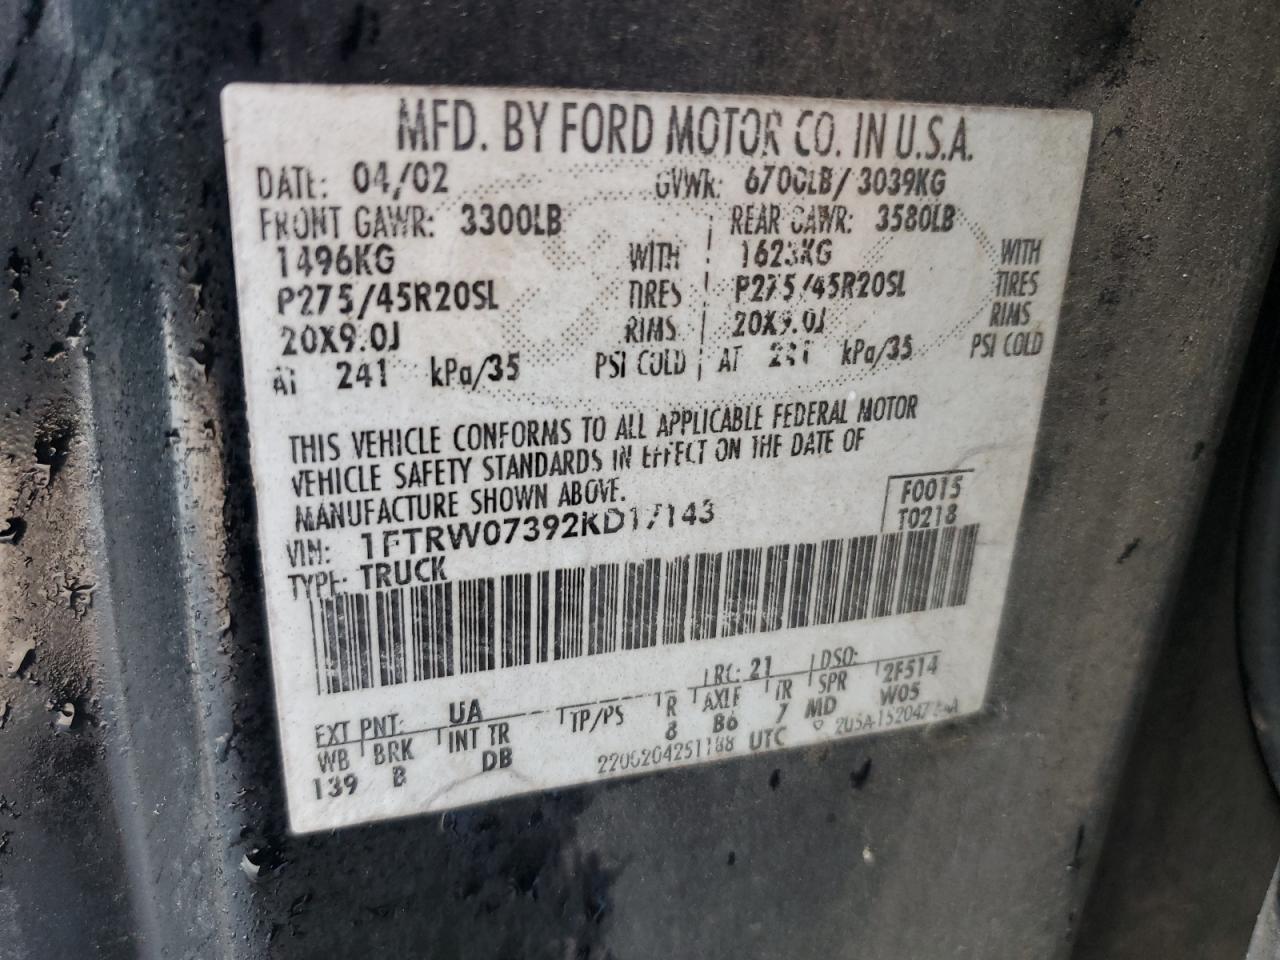 MFD. BY FORD MOTOR CO. IN U.S.A.
DATE: 04/02 GVWR: 6700LB/3039KG
FRONT GAWR: 3300LB REAR GAWR: 3580LB
1496KG WITH 1623KG WITH
P275/45R20SL TIRES P275/45R20SL TIRES
20X9.0J RIMS 20X9.0J RIMS
AT 241 kPa/35 PSI COLD AT 241 kPa/35 PSI COLD
THIS VEHICLE CONFORMS TO ALL APPLICABLE FEDERAL MOTOR
VEHICLE SAFETY STANDARDS IN EFFECT ON THE DATE OF
MANUFACTURE SHOWN ABOVE.
F0015
VIN: 1FTRW07392KD17143 T0218
TYPE: TRUCK
EXT PNT: UA RC: 21 DSO: 2F514
WB BRK INT TR TP/PS R AXLE TR SPR W05
139 B DB 8 B6 7 MD
UTC